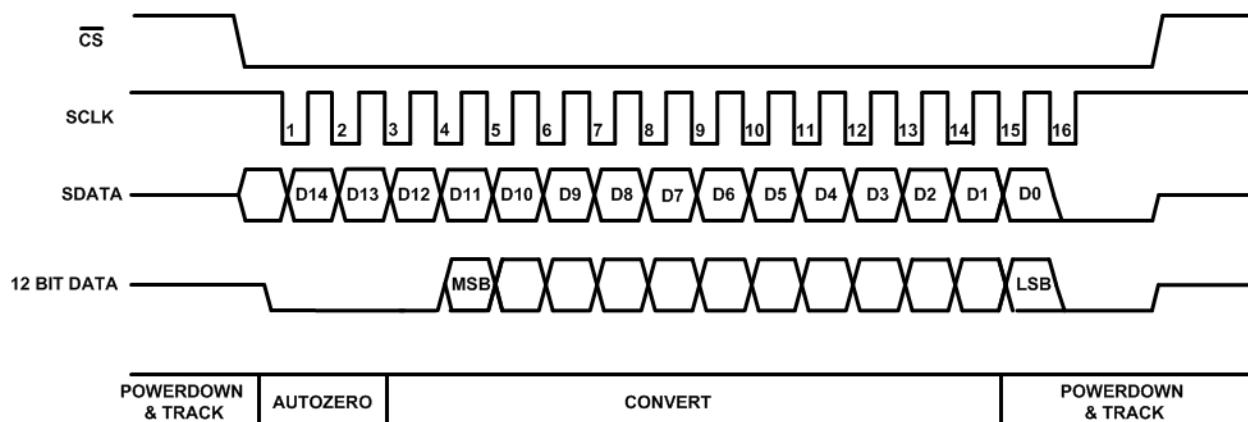 CS
SCLK
1 2 3 4 5 6 7 8 9 10 11 12 13 14 15 16
SDATA
D14 D13 D12 D11 D10 D9 D8 D7 D6 D5 D4 D3 D2 D1 D0
12 BIT DATA
MSB LSB
POWERDOWN
& TRACK
AUTOZERO
CONVERT
POWERDOWN
& TRACK